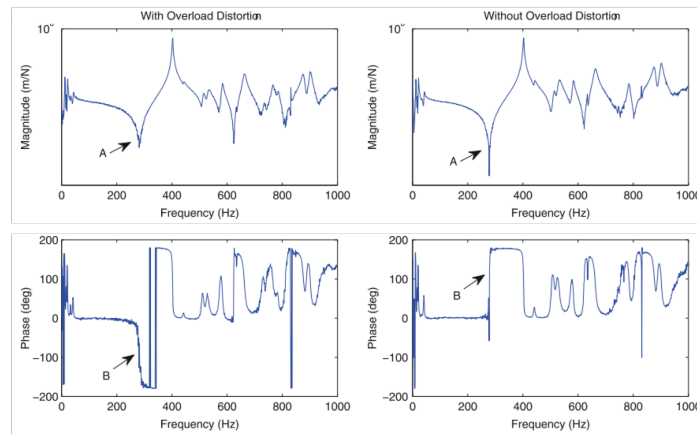 With Overload Distortion
Without Overload Distortion
10⁰
Magnitude (m/N)
A
0 200 400 600 800 1000
Frequency (Hz)
10⁰
Magnitude (m/N)
A
0 200 400 600 800 1000
Frequency (Hz)
200
100
0
−100
−200
Phase (deg)
B
0 200 400 600 800 1000
Frequency (Hz)
200
100
0
−100
−200
Phase (deg)
B
0 200 400 600 800 1000
Frequency (Hz)